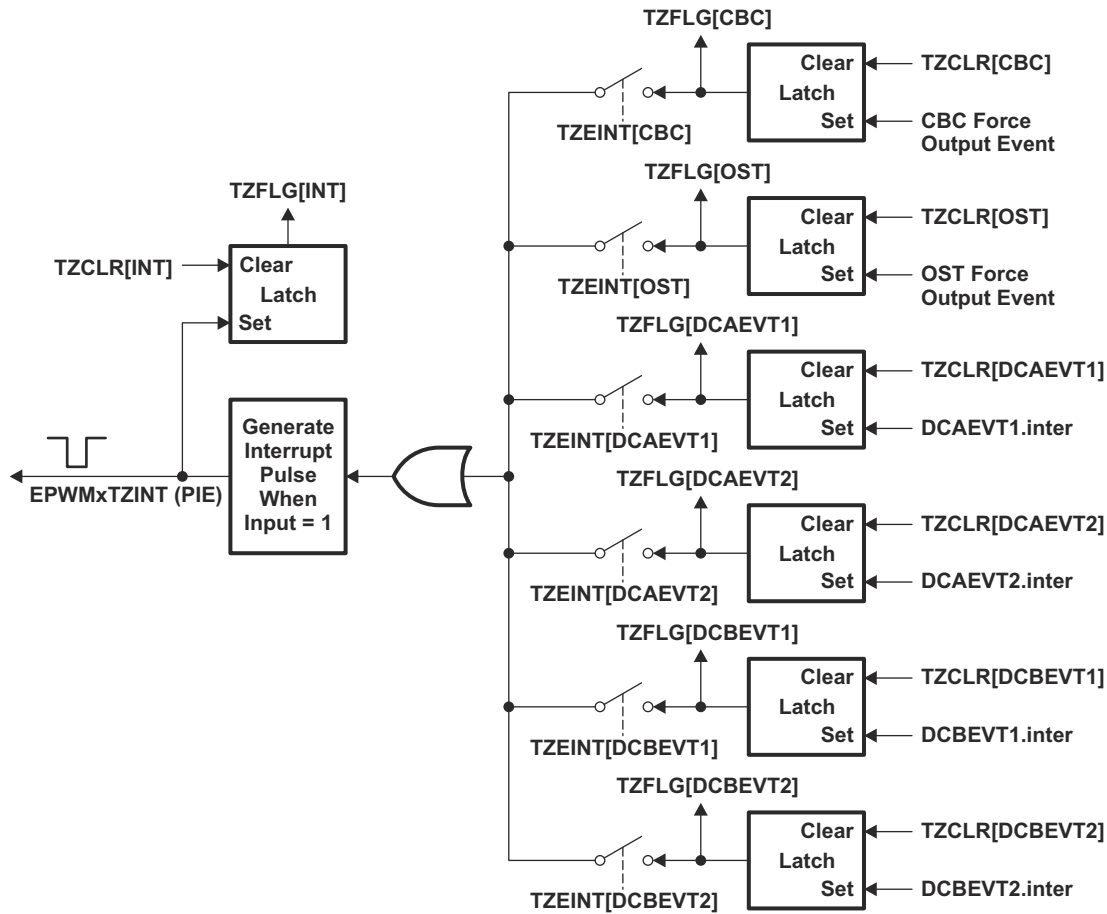 TZFLG[CBC]
Clear
Latch
Set
TZCLR[CBC]
CBC Force
Output Event
TZEINT[CBC]
TZFLG[OST]
Clear
Latch
Set
TZCLR[OST]
OST Force
Output Event
TZEINT[OST]
TZFLG[INT]
TZCLR[INT]
Clear
Latch
Set
TZFLG[DCAEVT1]
Clear
Latch
Set
TZCLR[DCAEVT1]
DCAEVT1.inter
TZEINT[DCAEVT1]
Generate
Interrupt
Pulse
When
Input = 1
EPWMxTZINT (PIE)
TZFLG[DCAEVT2]
Clear
Latch
Set
TZCLR[DCAEVT2]
DCAEVT2.inter
TZEINT[DCAEVT2]
TZFLG[DCBEVT1]
Clear
Latch
Set
TZCLR[DCBEVT1]
DCBEVT1.inter
TZEINT[DCBEVT1]
TZFLG[DCBEVT2]
Clear
Latch
Set
TZCLR[DCBEVT2]
DCBEVT2.inter
TZEINT[DCBEVT2]